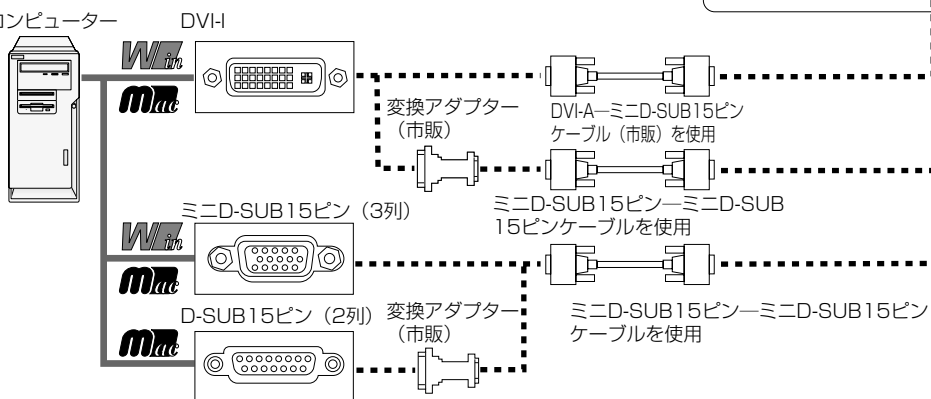 コンピューター
DVI-I
Win
Mac
変換アダプター
（市販）
DVI-A―ミニD-SUB15ピン
ケーブル（市販）を使用
ミニD-SUB15ピン―ミニD-SUB
15ピンケーブルを使用
ミニD-SUB15ピン（3列）
Win
Mac
D-SUB15ピン（2列）
Mac
変換アダプター
（市販）
ミニD-SUB15ピン―ミニD-SUB15ピン
ケーブルを使用